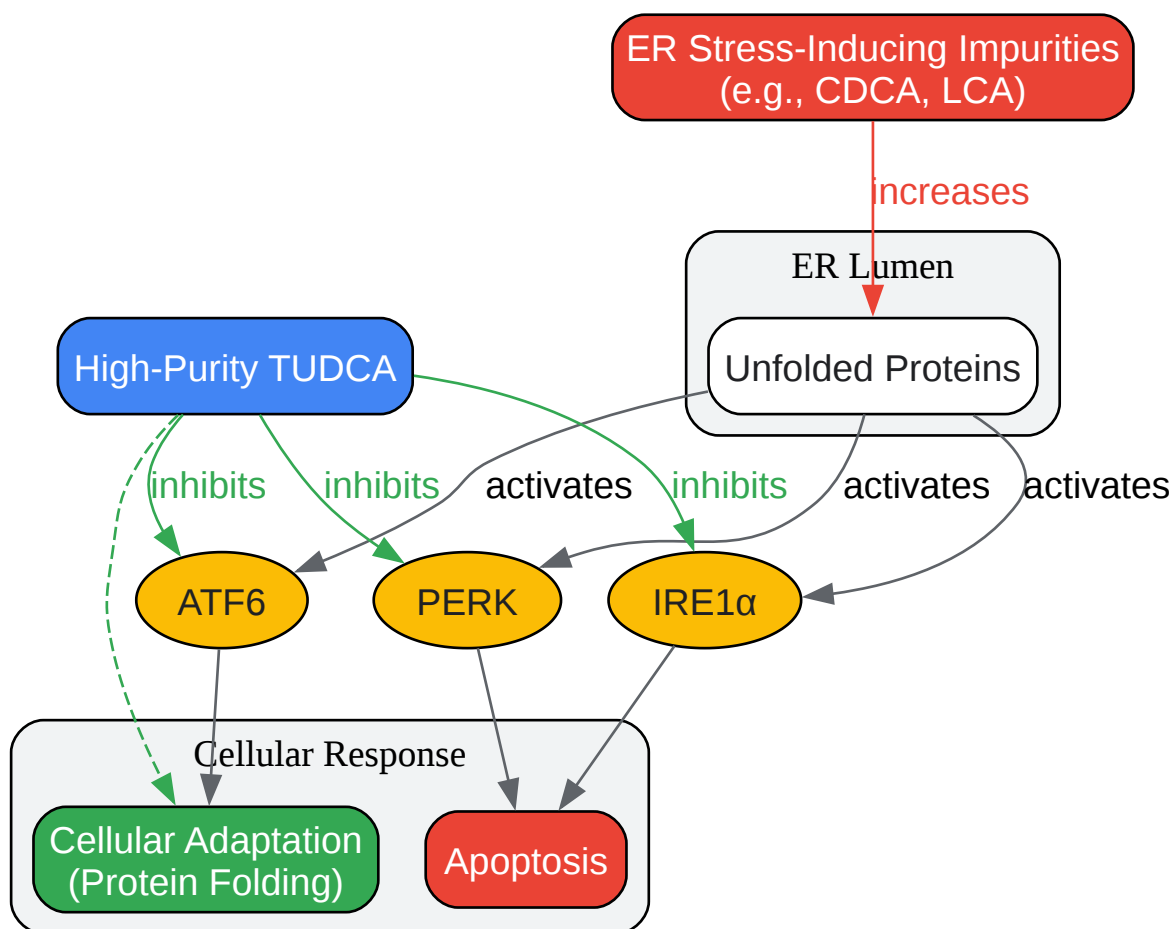 ER Stress-Inducing Impurities
(e.g., CDCA, LCA)
increases
ER Lumen
High-Purity TUDCA
Unfolded Proteins
inhibits
inhibits
activates
inhibits
activates
activates
ATF6
PERK
IRE1α
Cellular Response
Cellular Adaptation
(Protein Folding)
Apoptosis